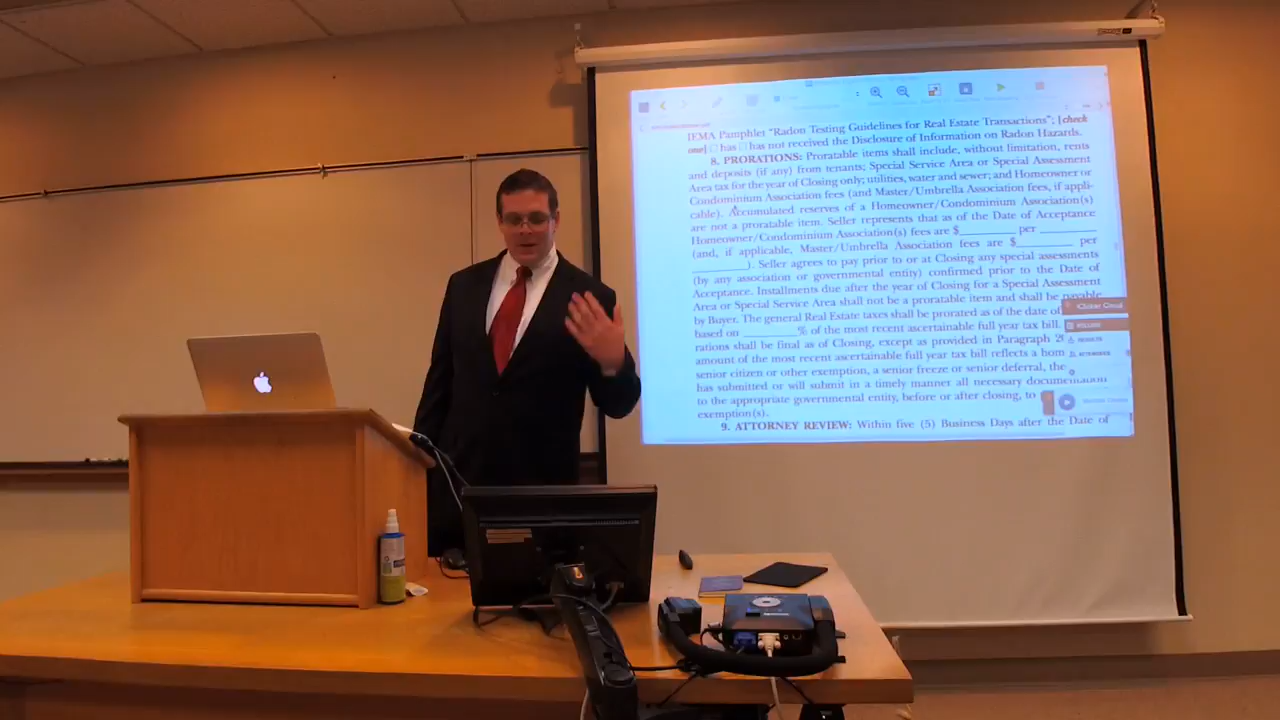 IEMA Pamphlet “Radon Testing Guidelines for Real Estate Transactions”; [check
one] □ has □ has not received the Disclosure of Information on Radon Hazards.
8. PRORATIONS: Proratable items shall include, without limitation, rents
and deposits (if any) from tenants; Special Service Area or Special Assessment
Area tax for the year of Closing only; utilities, water and sewer; and Homeowner or
Condominium Association fees (and Master/Umbrella Association fees, if appli-
cable). Accumulated reserves of a Homeowner/Condominium Association(s)
are not a proratable item. Seller represents that as of the Date of Acceptance
Homeowner/Condominium Association(s) fees are $________ per ________
(and, if applicable, Master/Umbrella Association fees are $________ per
________). Seller agrees to pay prior to or at Closing any special assessments
(by any association or governmental entity) confirmed prior to the Date of
Acceptance. Installments due after the year of Closing for a Special Assessment
Area or Special Service Area shall not be a proratable item and shall be payable
by Buyer. The general Real Estate taxes shall be prorated as of the date of
based on ________% of the most recent ascertainable full year tax bill.
rations shall be final as of Closing, except as provided in Paragraph
amount of the most recent ascertainable full year tax bill reflects a hom
senior citizen or other exemption, a senior freeze or senior deferral, the
has submitted or will submit in a timely manner all necessary documentation
to the appropriate governmental entity, before or after closing, to
exemption(s).
9. ATTORNEY REVIEW: Within five (5) Business Days after the Date of
iClicker Cloud